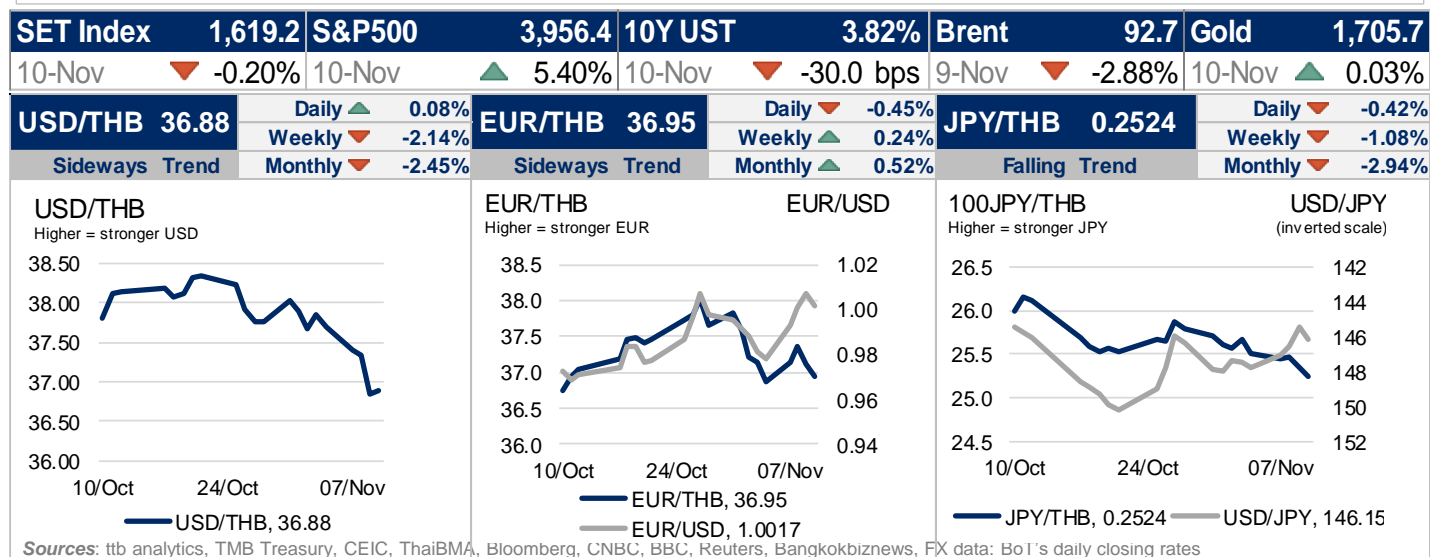 SET Index 1,619.2 S&P500 3,956.4 10Y UST 3.82% Brent 92.7 Gold 1,705.7
10-Nov -0.20% 10-Nov 5.40% 10-Nov -30.0 bps 9-Nov -2.88% 10-Nov 0.03%
USD/THB 36.88
Daily 0.08%
Weekly -2.14%
Sideways Trend Monthly -2.45%
EUR/THB 36.95
Daily -0.45%
Weekly 0.24%
Sideways Trend Monthly 0.52%
JPY/THB 0.2524
Daily -0.42%
Weekly -1.08%
Falling Trend Monthly -2.94%
USD/THB
Higher = stronger USD
38.50
38.00
37.50
37.00
36.50
36.00
10/Oct 24/Oct 07/Nov
USD/THB, 36.88
EUR/THB EUR/USD
Higher = stronger EUR
38.5 1.02
38.0 1.00
37.5
37.0 0.98
36.5 0.96
36.0 0.94
10/Oct 24/Oct 07/Nov
EUR/THB, 36.95
EUR/USD, 1.0017
100JPY/THB USD/JPY
Higher = stronger JPY (inverted scale)
26.5 142
26.0 144
25.5 146
25.0 148
24.5 150
152
10/Oct 24/Oct 07/Nov
JPY/THB, 0.2524 USD/JPY, 146.15
Sources: ttb analytics, TMB Treasury, CEIC, ThaiBMA, Bloomberg, CNBC, BBC, Reuters, Bangkokbiznews, FX data: BoT's daily closing rates